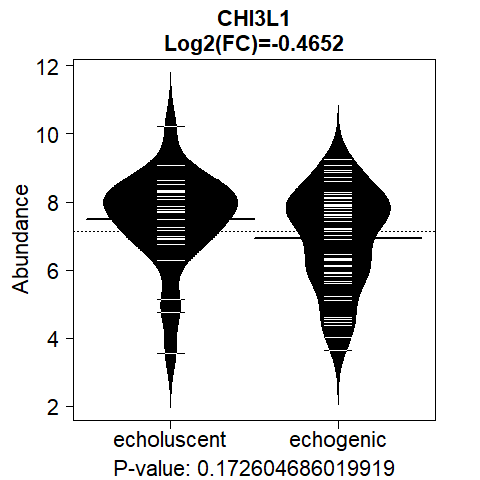 CHI3L1
Log2(FC)=-0.4652
12
10
8
6
4
2
Abundance
echoluscent echogenic
P-value: 0.172604686019919